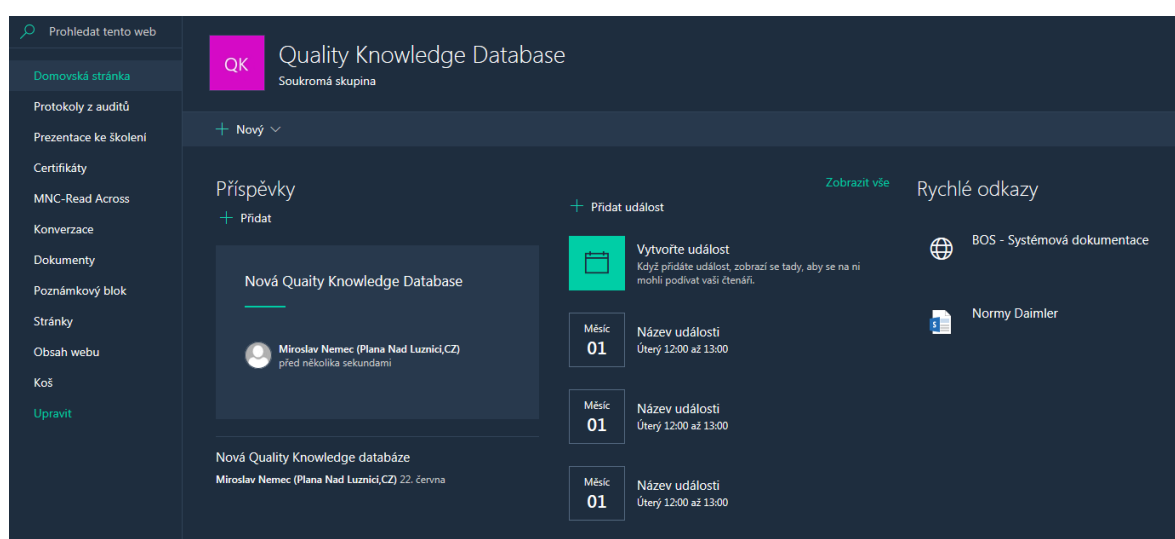 Prohledat tento web
Domovská stránka
Protokoly z auditů
Prezentace ke školení
Certifikáty
MNC-Read Across
Konverzace
Dokumenty
Poznámkový blok
Stránky
Obsah webu
Koš
Upravit
QK
Quality Knowledge Database
Soukromá skupina
Nový
Příspěvky
Přidat
Nová Quaity Knowledge Database
Miroslav Nemec (Plana Nad Luznici,CZ)
před několika sekundami
Nová Quality Knowledge databáze
Miroslav Nemec (Plana Nad Luznici,CZ) 22. června
Zobrazit vše
Přidat událost
Vytvořte událost
Když přidáte událost, zobrazí se tady, aby se na ni
mohli podívat vaši čtenáři.
Měsíc
01
Název události
Úterý 12:00 až 13:00
Měsíc
01
Název události
Úterý 12:00 až 13:00
Měsíc
01
Název události
Úterý 12:00 až 13:00
Rychlé odkazy
BOS - Systémová dokumentace
Normy Daimler